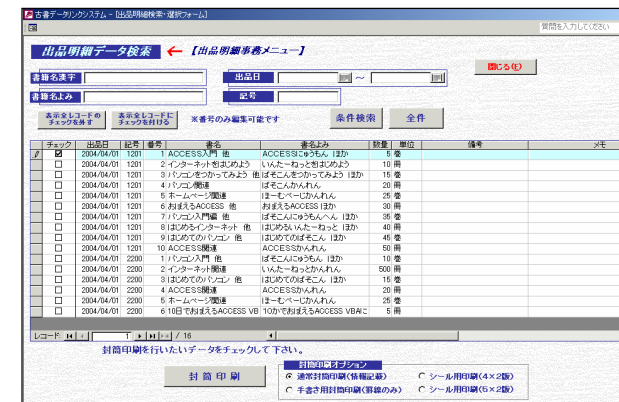 古書データリンクシステム - [出品明細検索・選択フォーム]
質問を入力してください
出品明細データ検索 ← 【出品明細事務メニュー】
閉じる(E)
書籍名漢字 出品日 ～
書籍名よみ 記号
表示全レコードのチェックを外す 表示全レコードにチェックを付ける ※番号のみ編集可能です 条件検索 全件
チェック 出品日 記号 番号 書名 書名よみ 数量 単位 備考 メモ
2004/04/01 1201 1 ACCESS入門 他 ACCESSにゅうもん ほか 5 巻
2004/04/01 1201 2 インターネットをはじめよう いんたーねっとをはじめよう 10 冊
2004/04/01 1201 3 パソコンをつかってみよう 他 ぱそこんをつかってみよう ほか 15 巻
2004/04/01 1201 4 パソコン関連 ぱそこんかんれん 20 冊
2004/04/01 1201 5 ホームページ関連 ほーむぺーじかんれん 25 巻
2004/04/01 1201 6 おぼえるACCESS 他 おぼえるACCESS ほか 30 冊
2004/04/01 1201 7 パソコン入門編 他 ぱそこんにゅうもんへん ほか 35 巻
2004/04/01 1201 8 はじめるインターネット 他 はじめるいんたーねっと ほか 40 冊
2004/04/01 1201 9 はじめてのパソコン 他 はじめてのぱそこん ほか 45 巻
2004/04/01 1201 10 ACCESS関連 ACCESSかんれん 50 冊
2004/04/01 2200 1 パソコン入門 他 ぱそこんにゅうもん ほか 10 巻
2004/04/01 2200 2 インターネット関連 いんたーねっとかんれん 500 冊
2004/04/01 2200 3 はじめてのパソコン 他 はじめてのぱそこん ほか 15 巻
2004/04/01 2200 4 ACCESS関連 ACCESSかんれん 20 冊
2004/04/01 2200 5 ホームページ関連 ほーむぺーじかんれん 25 巻
2004/04/01 2200 6 10日でおぼえるACCESS VB 10かでおぼえるACCESS VBAに 5 冊
レコード: 1 / 16
封筒印刷を行いたいデータをチェックして下さい。
封筒印刷オプション
封筒印刷 通常封筒印刷(情報記載) シール用印刷(4×2版)
手書き用封筒印刷(罫線のみ) シール用印刷(5×2版)